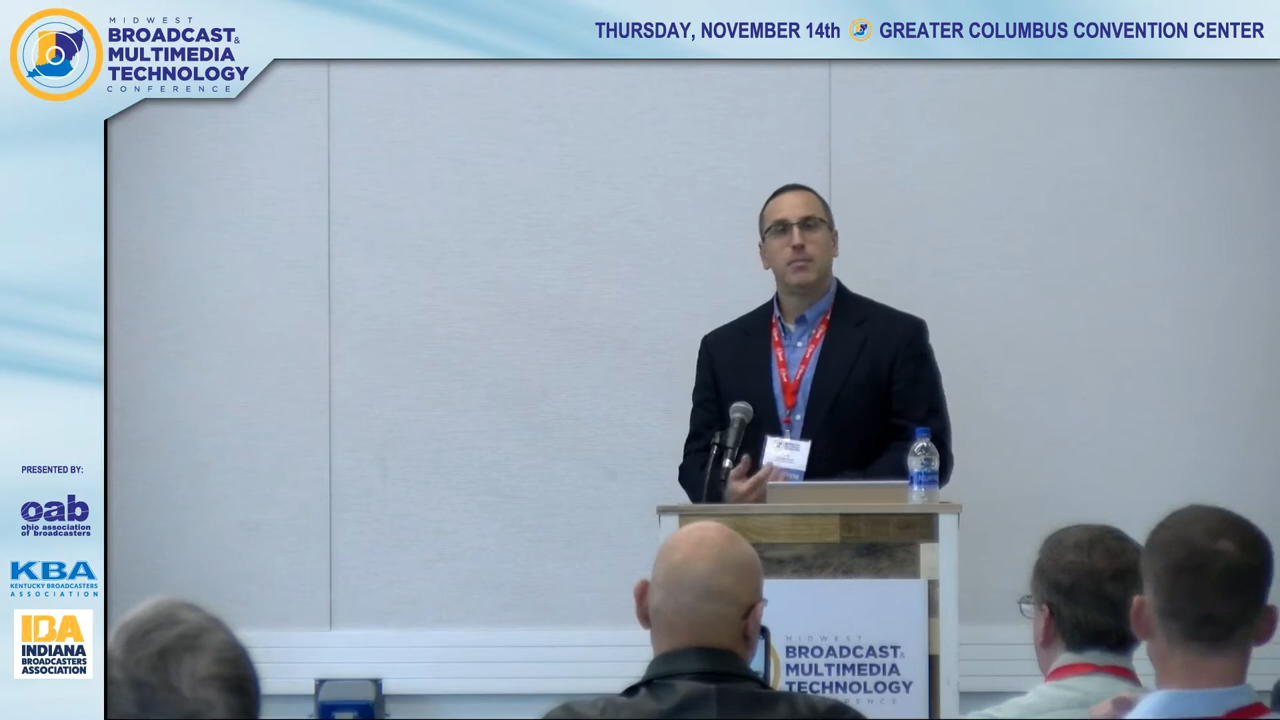 MIDWEST
BROADCAST&
MULTIMEDIA
TECHNOLOGY
CONFERENCE
THURSDAY, NOVEMBER 14th GREATER COLUMBUS CONVENTION CENTER
PRESENTED BY:
oab
ohio association
of broadcasters
KBA
KENTUCKY BROADCASTERS
ASSOCIATION
IBA
INDIANA
BROADCASTERS
ASSOCIATION
MIDWEST
BROADCAST&
MULTIMEDIA
TECHNOLOGY
CONFERENCE